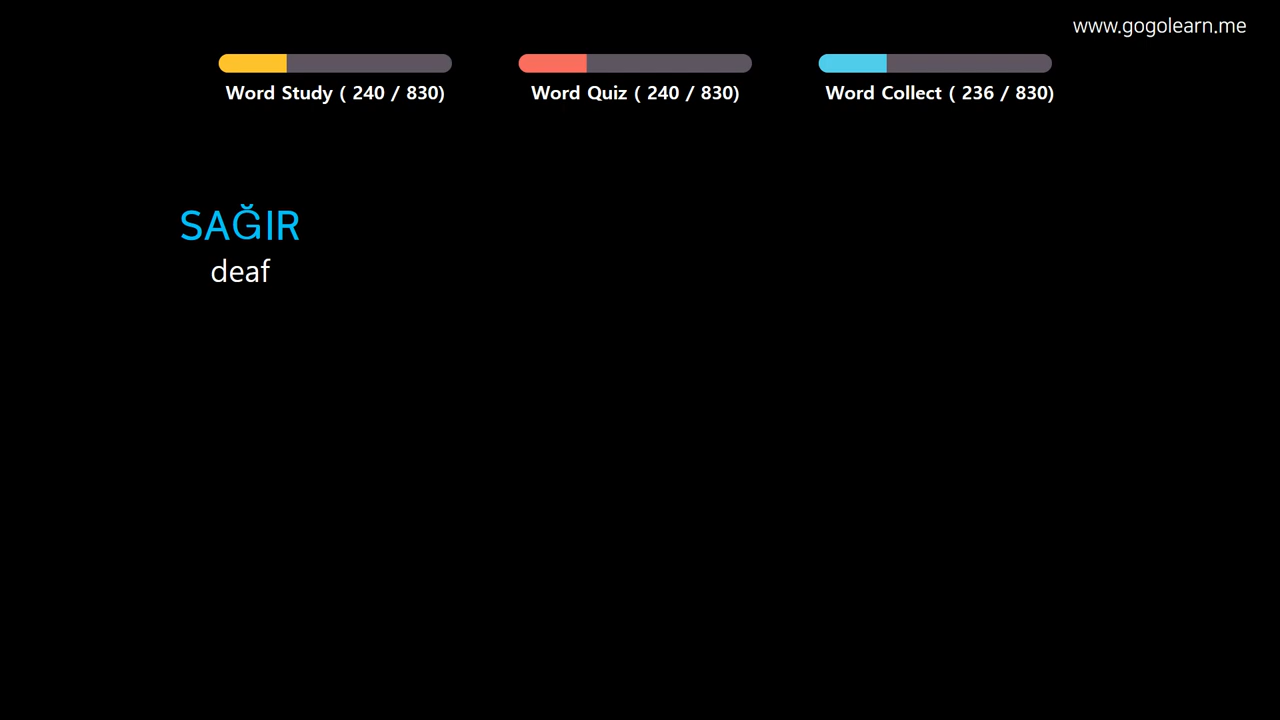 www.gogolearn.me
Word Study ( 240 / 830)
Word Quiz ( 240 / 830)
Word Collect ( 236 / 830)
SAĞIR
deaf